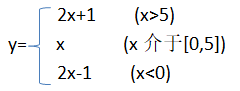 2x+1 (x>5)
y= x (x 介于[0,5])
2x-1 (x<0)